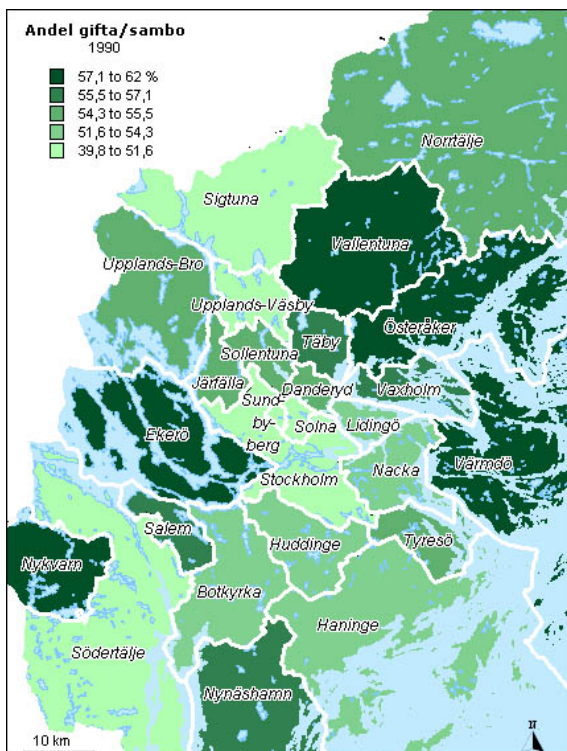 Andel gifta/sambo
1990
57,1 to 62 %
55,5 to 57,1
54,3 to 55,5
51,6 to 54,3
39,8 to 51,6
Norrtälje
Sigtuna
Vallentuna
Upplands-Bro
Upplands-Väsby
Österåker
Täby
Sollentuna
Järfälla
Danderyd
Vaxholm
Sund-
by-
berg
Solna
Lidingö
Ekerö
Nacka
Värmdö
Stockholm
Salem
Huddinge
Tyresö
Nykvarn
Botkyrka
Haninge
Södertälje
Nynäshamn
10 km
N